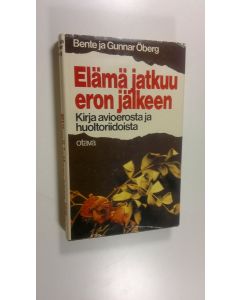 Bente ja Gunnar Öberg
Elämä jatkuu
eron jälkeen
Kirja avioerosta ja
huoltoriidoista
otava